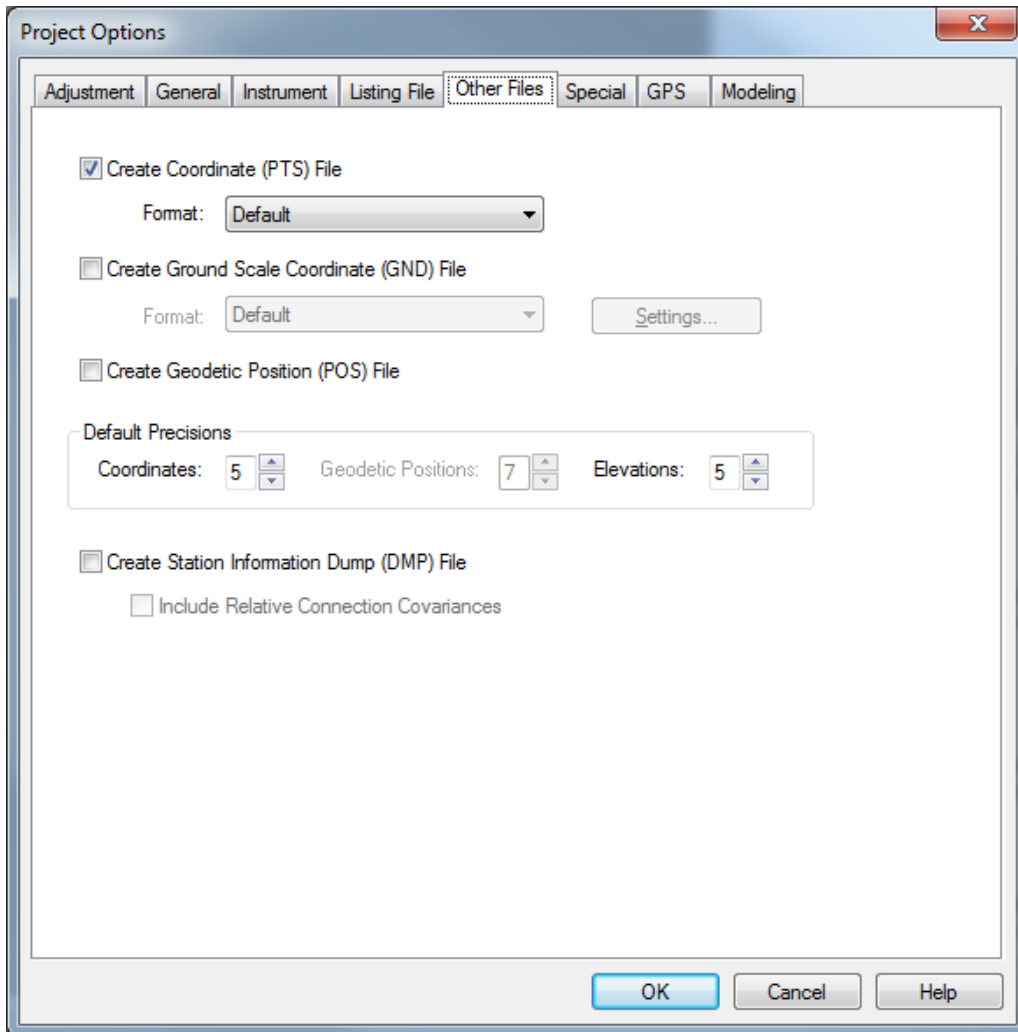 Project Options
Adjustment General Instrument Listing File Other Files Special GPS Modeling
Create Coordinate (PTS) File
Format: Default
Create Ground Scale Coordinate (GND) File
Format: Default Settings...
Create Geodetic Position (POS) File
Default Precisions
Coordinates: 5 Geodetic Positions: 7 Elevations: 5
Create Station Information Dump (DMP) File
Include Relative Connection Covariances
OK Cancel Help